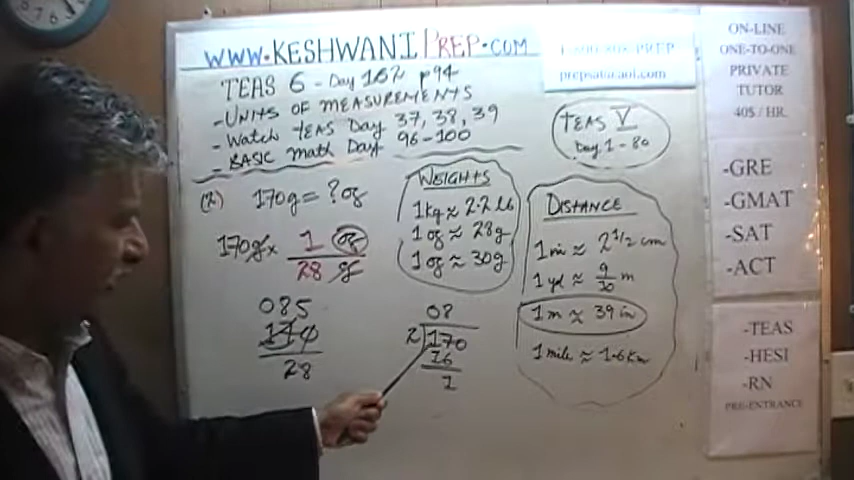 WWW.KESHWANIPREP.COM
TEAS 6 - Day 162 p94
- UNITS OF MEASUREMENTS
- Watch TEAS Day 37, 38, 39
- BASIC Math Day 96-100
prepsat@aol.com
TEAS V
Day 1-80
(2.) 170g = ? oz
170g x 1 oz
28 g
085
170
28
08
2 170
16
1
WEIGHTS
1kg ≈ 2.2 lb
1 oz ≈ 28g
1 oz ≈ 30g
DISTANCE
1 in ≈ 2 1/2 cm
1 yd ≈ 9/10 m
1 m ≈ 39 in
1 mile ≈ 1.6 Km
ON-LINE
ONE-TO-ONE
PRIVATE
TUTOR
40$ / HR.
-GRE
-GMAT
-SAT
-ACT
-TEAS
-HESI
-RN
PRE-ENTRANCE